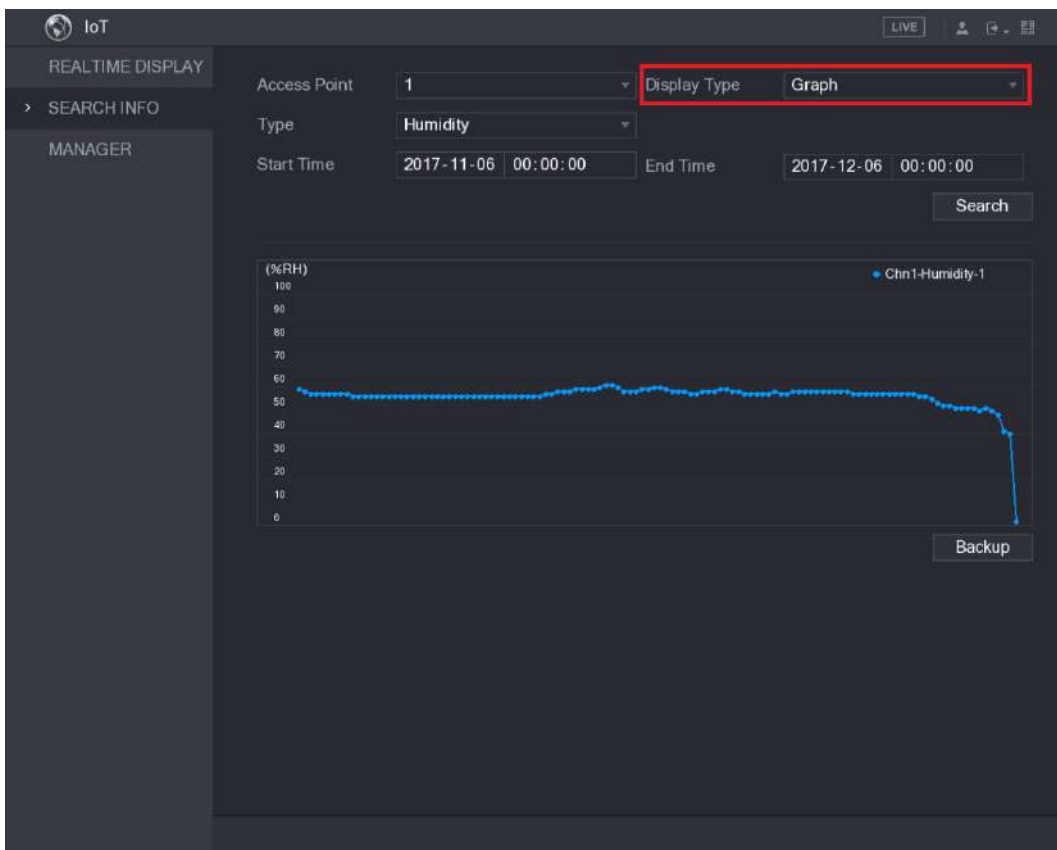 IoT
LIVE
REALTIME DISPLAY
SEARCH INFO
MANAGER
Access Point 1 Display Type Graph
Type Humidity
Start Time 2017-11-06 00:00:00 End Time 2017-12-06 00:00:00
Search
(%RH)
Chn1-Humidity-1
100
90
80
70
60
50
40
30
20
10
0
Backup